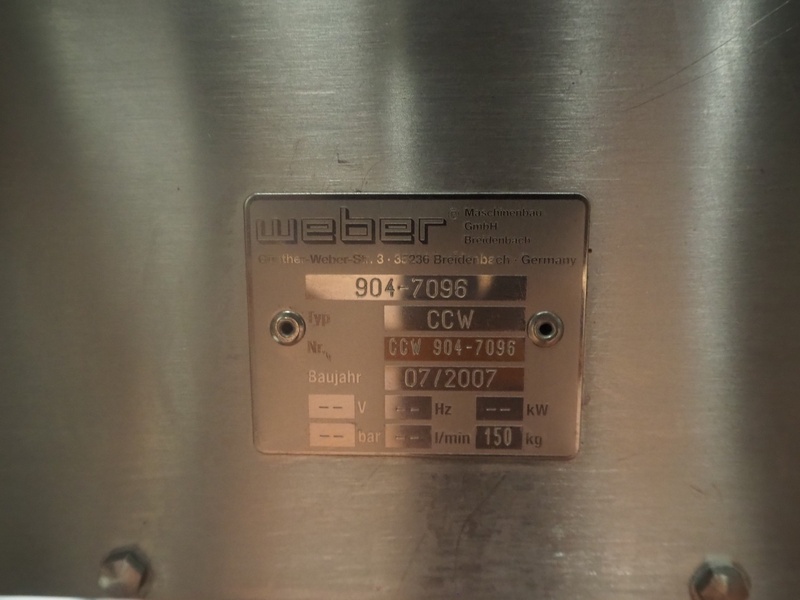 weber® Maschinenbau
GmbH
Breidenbach
Günther-Weber-Str. 3 · 35236 Breidenbach · Germany
904-7096
Typ CCW
Nr. CCW 904-7096
Baujahr 07/2007
-- V -- Hz -- kW
-- bar -- l/min 150 kg